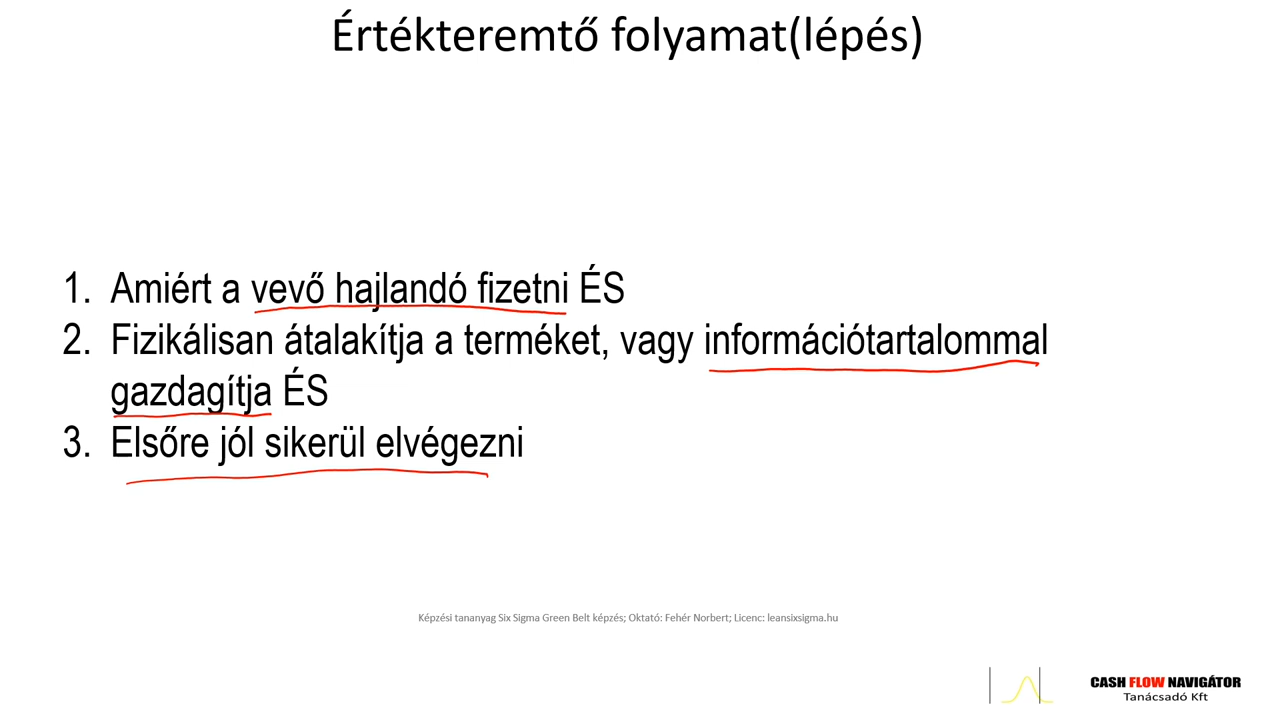 Értékteremtő folyamat(lépés)
1. Amiért a vevő hajlandó fizetni ÉS
2. Fizikálisan átalakítja a terméket, vagy információtartalommal
gazdagítja ÉS
3. Elsőre jól sikerül elvégezni
Képzési tananyag Six Sigma Green Belt képzés; Oktató: Fehér Norbert; Licenc: leansixsigma.hu
CASH FLOW NAVIGÁTOR
Tanácsadó Kft